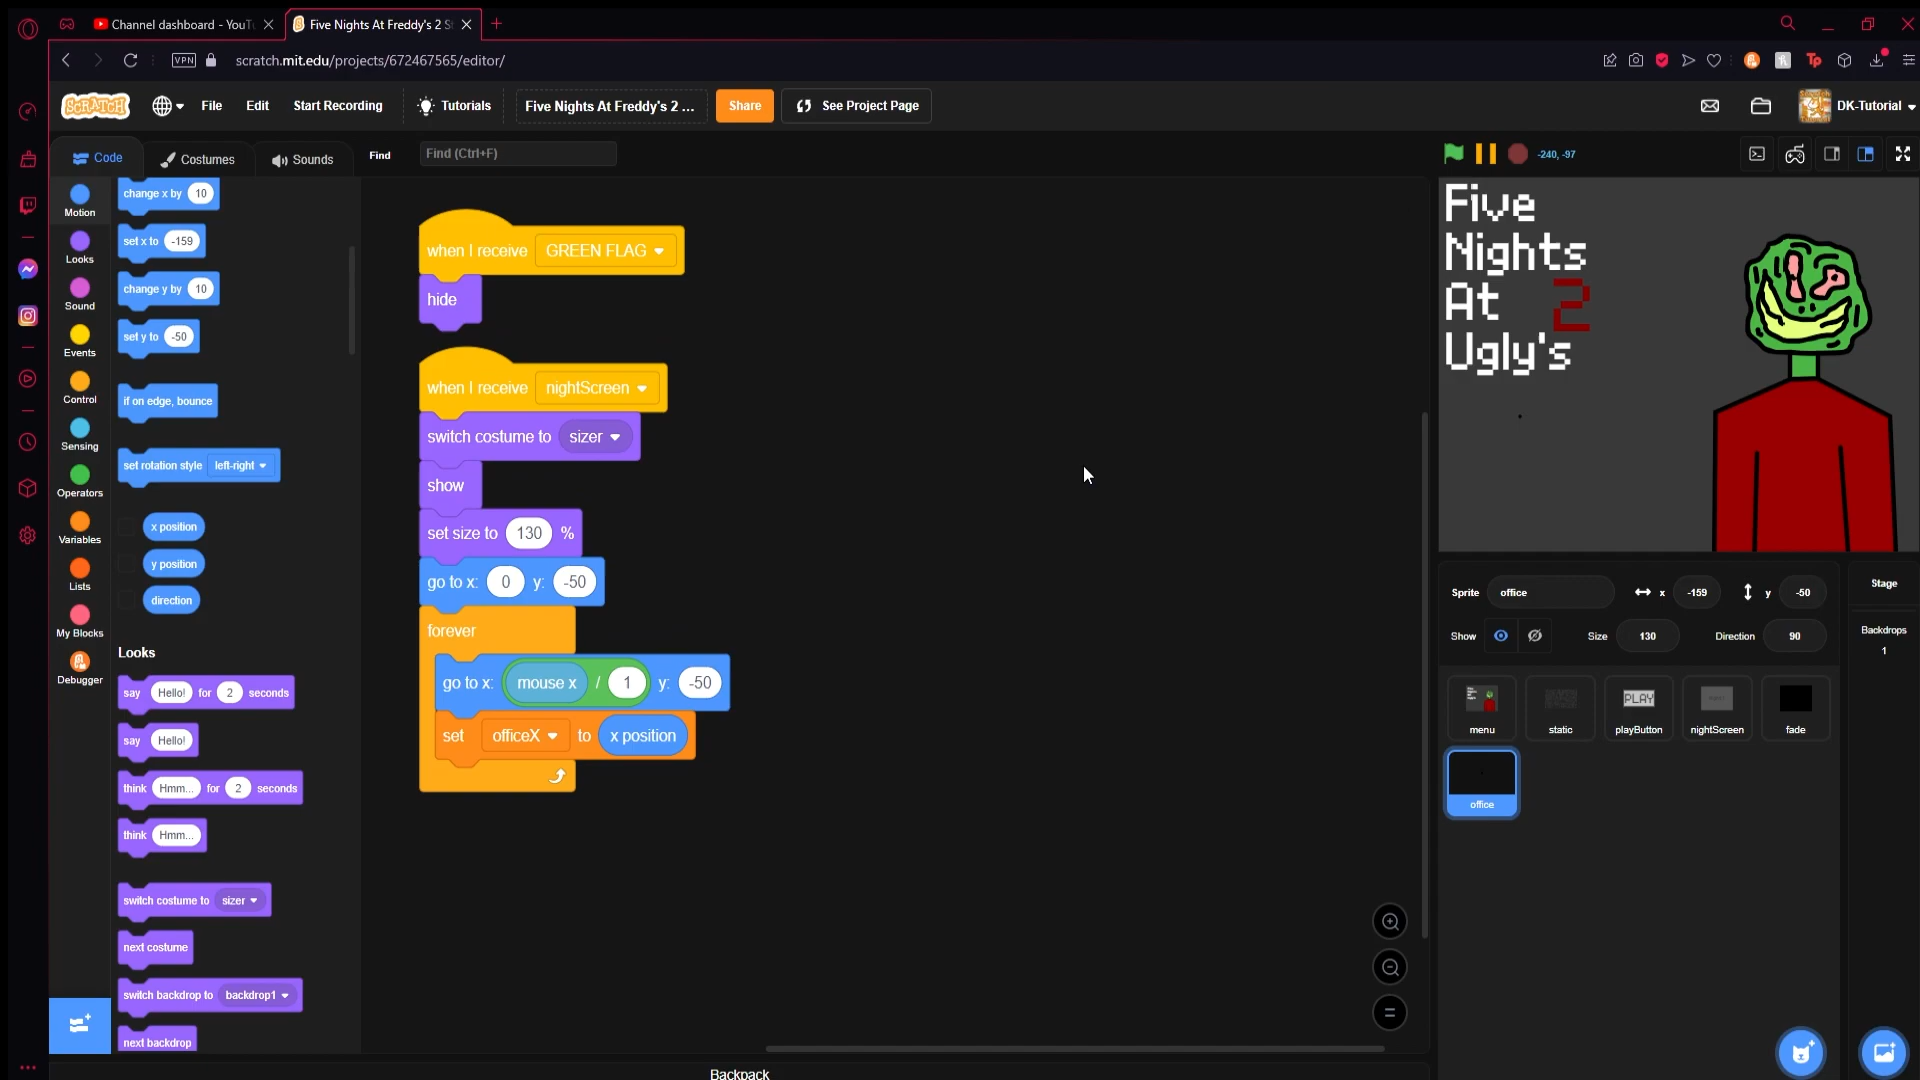 Channel dashboard - YouT
Five Nights At Freddy's 2 S
VPN
scratch.mit.edu/projects/672467565/editor/
Tp
SCRATCH
File
Edit
Start Recording
Tutorials
Five Nights At Freddy's 2 ...
Share
See Project Page
DK-Tutorial
Code
Costumes
Sounds
Find
Find (Ctrl+F)
-240, -97
Motion
Looks
Sound
Events
Control
Sensing
Operators
Variables
Lists
My Blocks
Debugger
change x by 10
set x to -159
change y by 10
set y to -50
if on edge, bounce
set rotation style left-right
x position
y position
direction
Looks
say Hello! for 2 seconds
say Hello!
think Hmm... for 2 seconds
think Hmm...
switch costume to sizer
next costume
switch backdrop to backdrop1
next backdrop
when I receive GREEN FLAG
hide
when I receive nightScreen
switch costume to sizer
show
set size to 130 %
go to x: 0 y: -50
forever
go to x: mouse x / 1 y: -50
set officeX to x position
Backpack
Five
Nights
At 2
Ugly's
Sprite office x -159 y -50
Show Size 130 Direction 90
menu
static
PLAY
playButton
nightScreen
fade
office
Stage
Backdrops
1